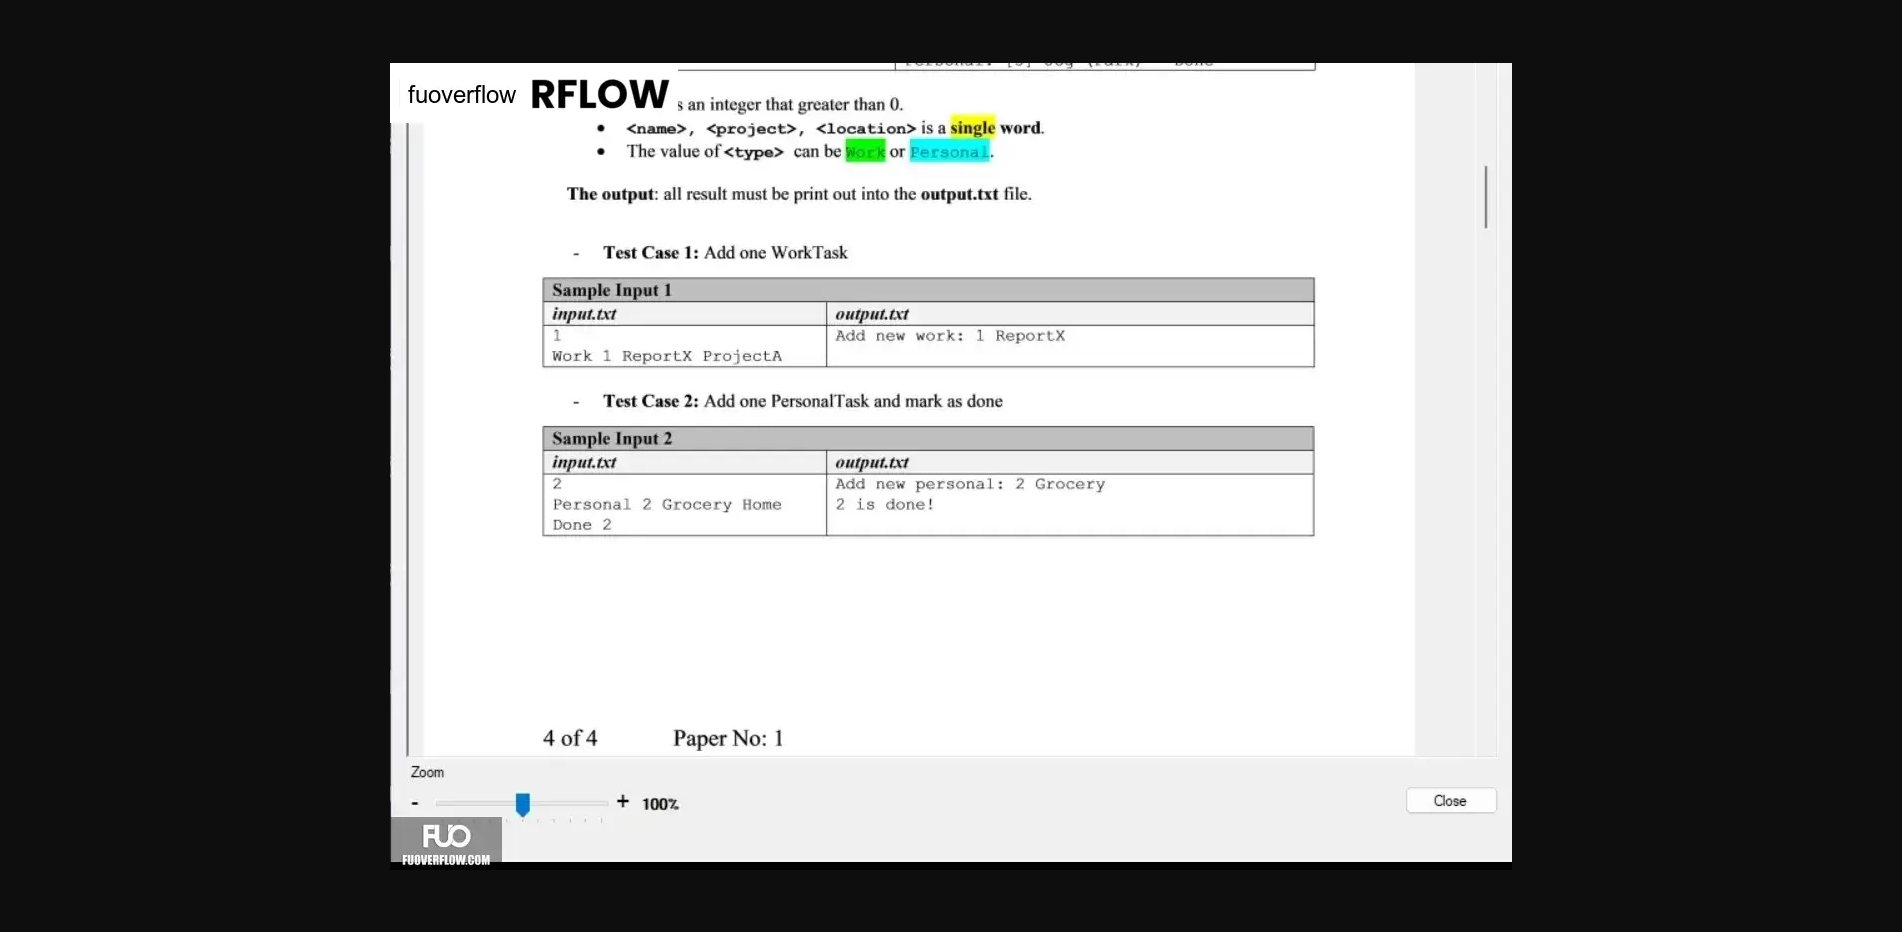 Personal: [3] Jog (Park) - Done
fuoverflow RFLOW
s an integer that greater than 0.
• <name>, <project>, <location> is a single word.
• The value of <type> can be Work or Personal.
The output: all result must be print out into the output.txt file.
- Test Case 1: Add one WorkTask
Sample Input 1
input.txt output.txt
1 Add new work: 1 ReportX
Work 1 ReportX ProjectA
- Test Case 2: Add one PersonalTask and mark as done
Sample Input 2
input.txt output.txt
2 Add new personal: 2 Grocery
Personal 2 Grocery Home 2 is done!
Done 2
4 of 4 Paper No: 1
Zoom
- + 100%
Close
FUO
FUOVERFLOW.COM